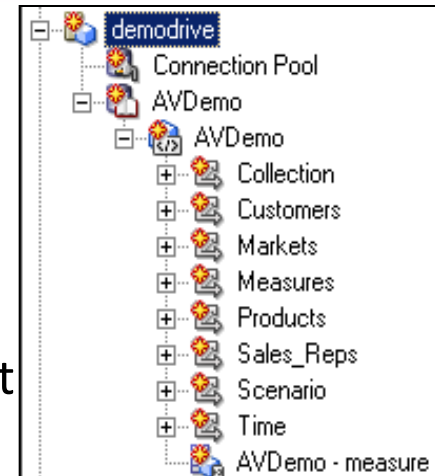 demodrive
Connection Pool
AVDemo
AVDemo
Collection
Customers
Markets
Measures
Products
Sales_Reps
t
Scenario
Time
AVDemo - measure